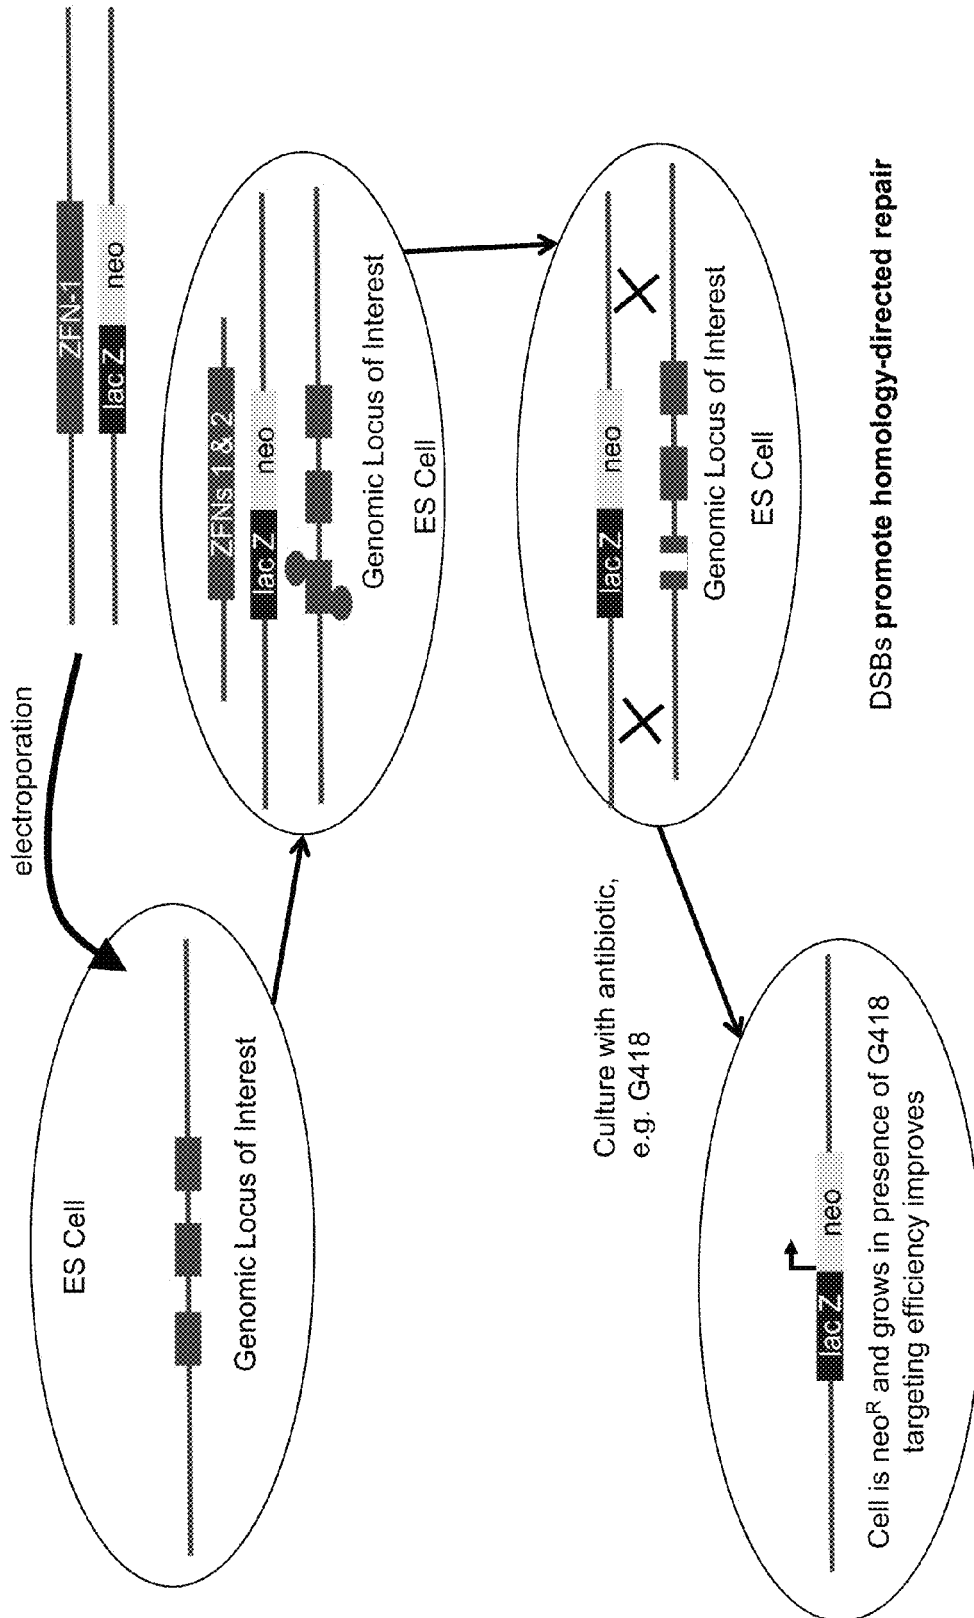 electroporation
ZFN-1
lac Z neo
ES Cell
Genomic Locus of Interest
ZFNs 1 & 2
lac Z neo
Genomic Locus of Interest
ES Cell
lac Z neo
Genomic Locus of Interest
ES Cell
DSBs promote homology-directed repair
Culture with antibiotic,
e.g. G418
lac Z neo
Cell is neoᴿ and grows in presence of G418
targeting efficiency improves